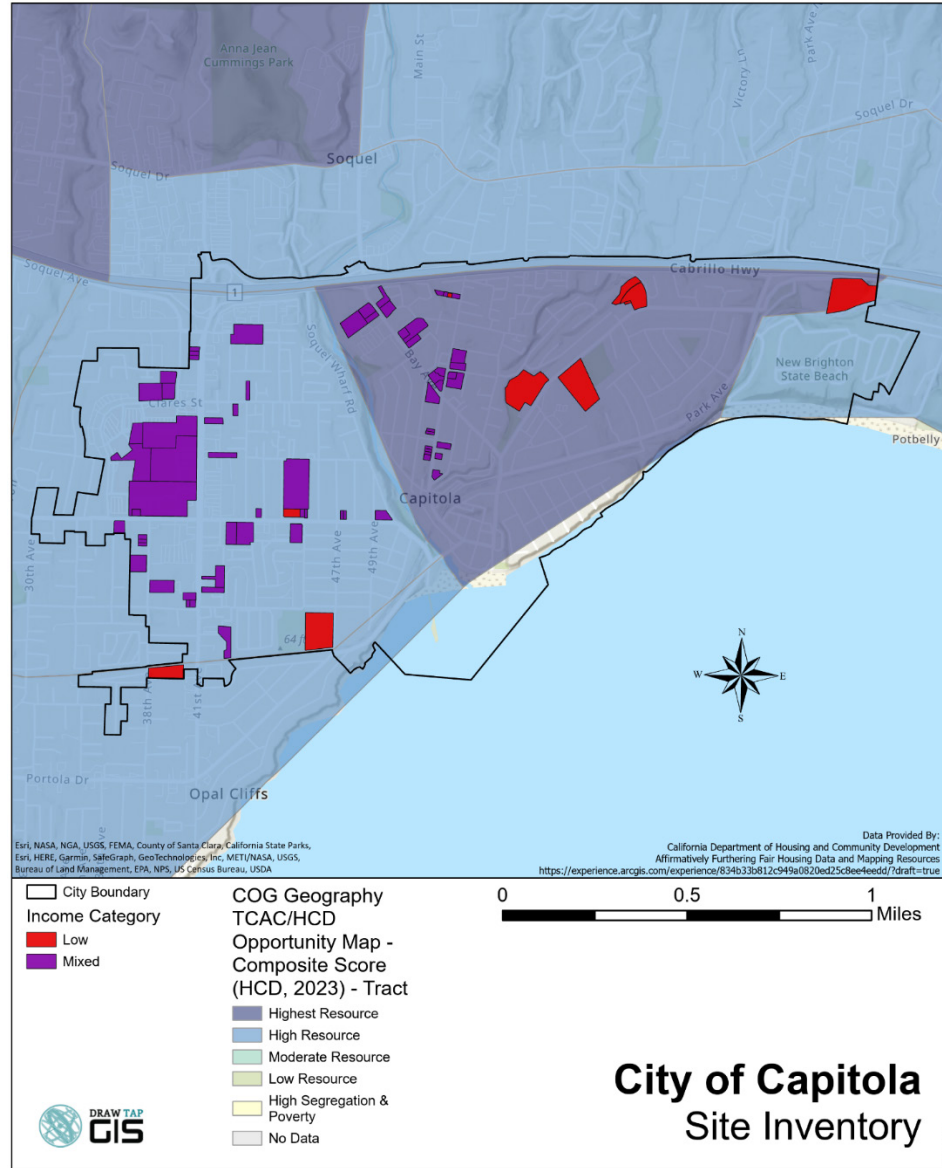 Anna Jean
Cummings Park
Main St
Victory Ln
Park Ave
Soquel Dr
Soquel
Soquel Dr
Soquel Ave
1
Cabrillo Hwy
Soquel Wharf Rd
Bay A
New Brighton
State Beach
Park Ave
Potbelly
Clares St
Capitola
30th Ave
47th Ave
49th Ave
64 ft
38th Ave
41st
Portola Dr
Opal Cliffs
N
W
E
S
Esri, NASA, NGA, USGS, FEMA, County of Santa Clara, California State Parks,
Esri, HERE, Garmin, SafeGraph, GeoTechnologies, Inc, METI/NASA, USGS,
Bureau of Land Management, EPA, NPS, US Census Bureau, USDA
Data Provided By:
California Department of Housing and Community Development
Affirmatively Furthering Fair Housing Data and Mapping Resources
https://experience.arcgis.com/experience/834b33b812c949a0820ed25c8ee4eedd/?draft=true
City Boundary
Income Category
Low
Mixed
COG Geography
TCAC/HCD
Opportunity Map -
Composite Score
(HCD, 2023) - Tract
Highest Resource
High Resource
Moderate Resource
Low Resource
High Segregation &
Poverty
No Data
0 0.5 1
Miles
DRAW TAP
GIS
City of Capitola
Site Inventory